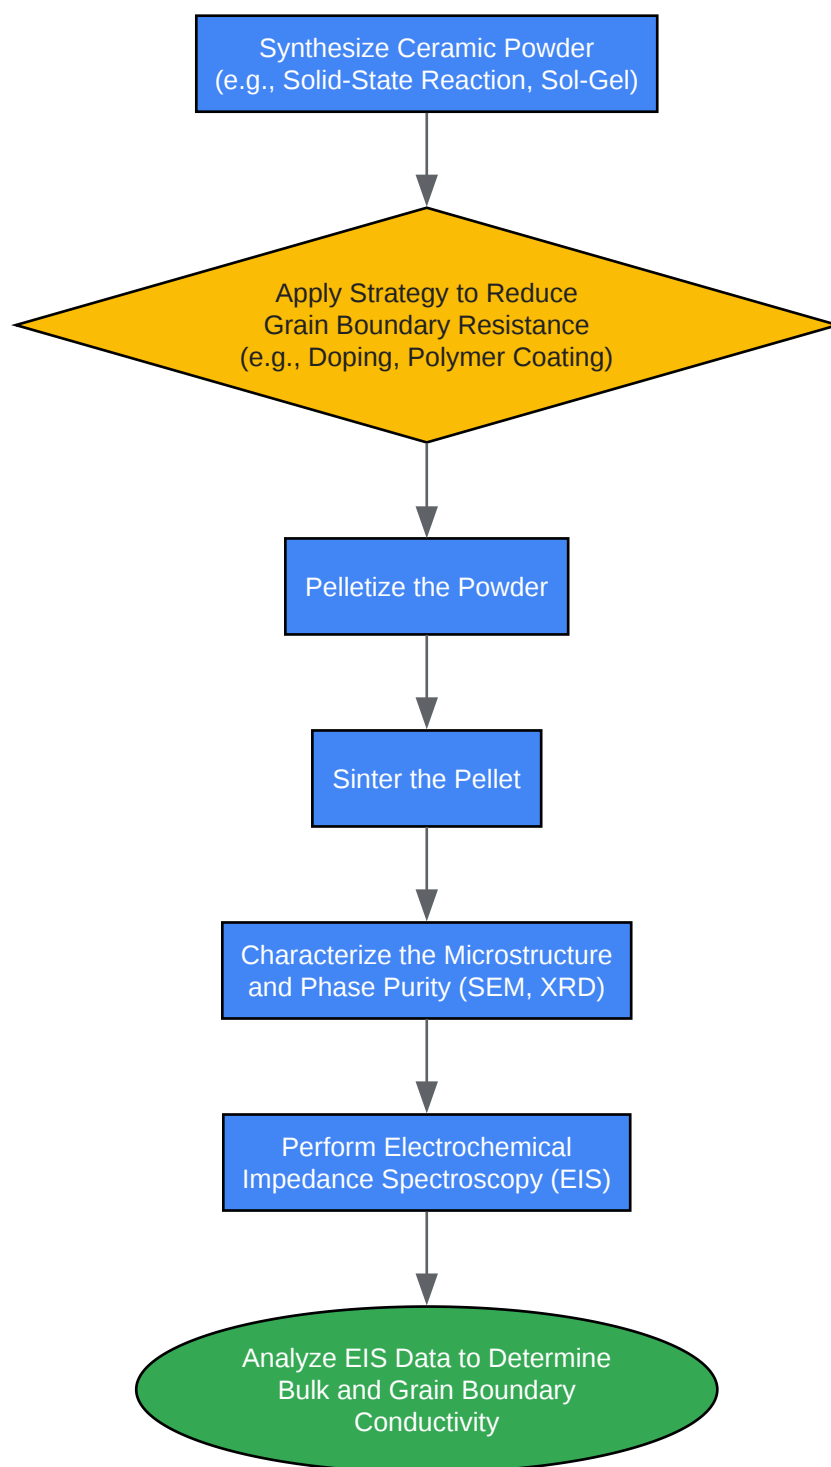 Synthesize Ceramic Powder
(e.g., Solid-State Reaction, Sol-Gel)
Apply Strategy to Reduce
Grain Boundary Resistance
(e.g., Doping, Polymer Coating)
Pelletize the Powder
Sinter the Pellet
Characterize the Microstructure
and Phase Purity (SEM, XRD)
Perform Electrochemical
Impedance Spectroscopy (EIS)
Analyze EIS Data to Determine
Bulk and Grain Boundary
Conductivity